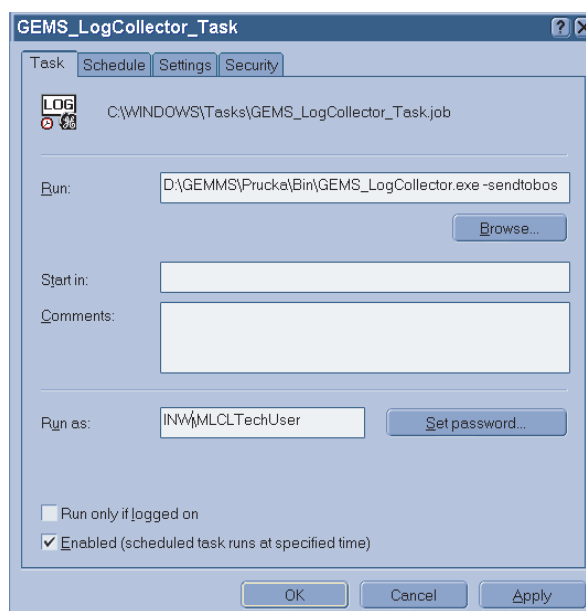 GEMS_LogCollector_Task
Task Schedule Settings Security
LOG
C:\WINDOWS\Tasks\GEMS_LogCollector_Task.job
Run: D:\GEMMS\Prucka\Bin\GEMS_LogCollector.exe -sendtobos
Browse...
Start in:
Comments:
Run as: INW\MLCLTechUser Set password...
Run only if logged on
Enabled (scheduled task runs at specified time)
OK Cancel Apply